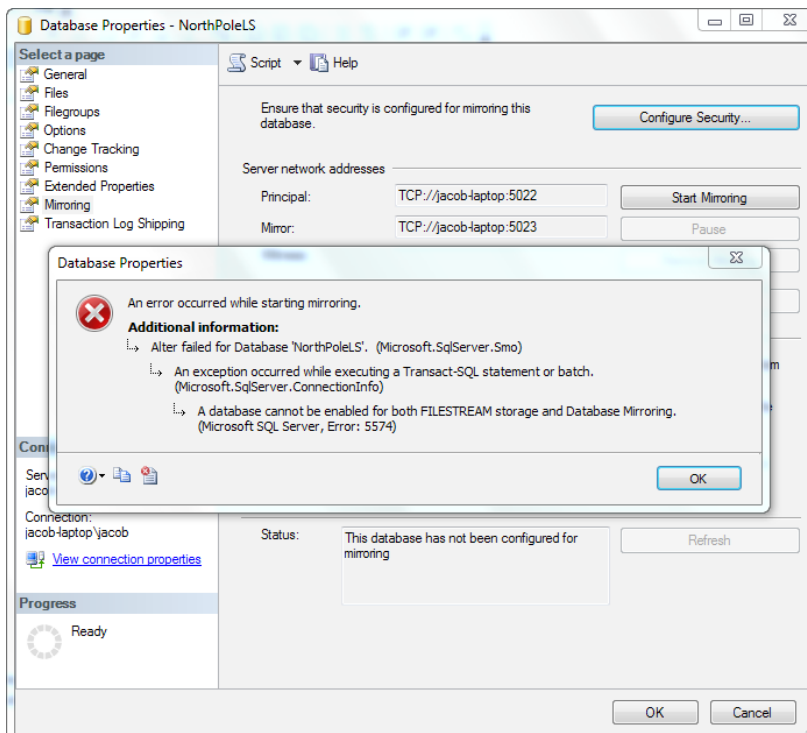 Database Properties - NorthPoleLS
Select a page
General
Files
Filegroups
Options
Change Tracking
Permissions
Extended Properties
Mirroring
Transaction Log Shipping
Script
Help
Ensure that security is configured for mirroring this
database.
Configure Security...
Server network addresses
Principal:
TCP://jacob-laptop:5022
Start Mirroring
Mirror:
TCP://jacob-laptop:5023
Pause
Database Properties
An error occurred while starting mirroring.
Additional information:
Alter failed for Database 'NorthPoleLS'. (Microsoft.SqlServer.Smo)
An exception occurred while executing a Transact-SQL statement or batch.
(Microsoft.SqlServer.ConnectionInfo)
A database cannot be enabled for both FILESTREAM storage and Database Mirroring.
(Microsoft SQL Server, Error: 5574)
OK
Connection:
jacob-laptop\jacob
View connection properties
Progress
Ready
Status:
This database has not been configured for
mirroring
Refresh
OK
Cancel